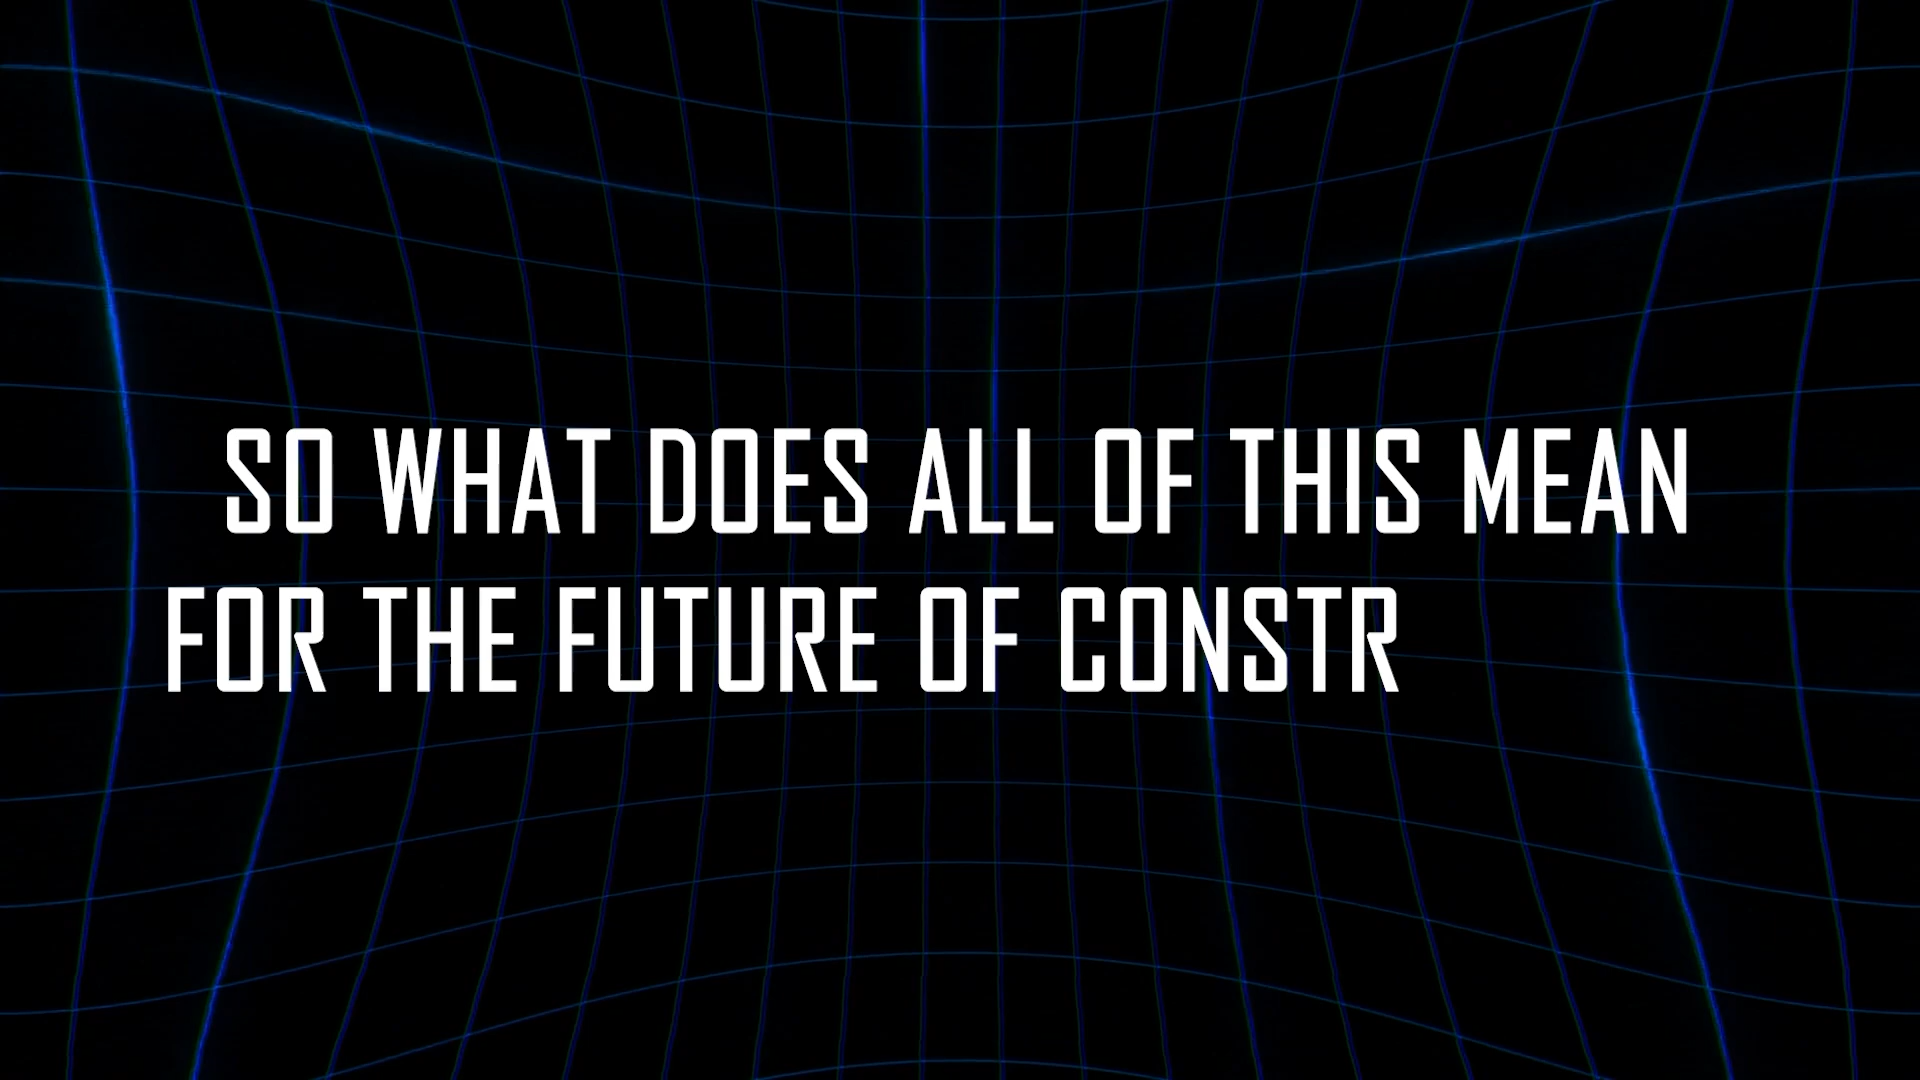 SO WHAT DOES ALL OF THIS MEAN
FOR THE FUTURE OF CONSTR